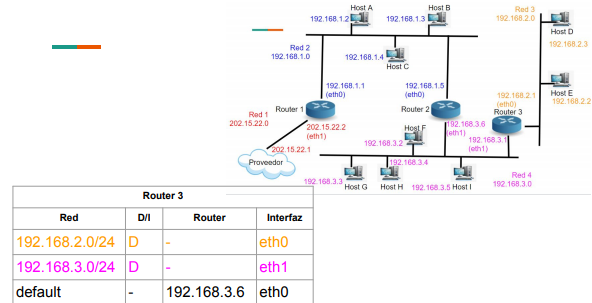 Host A
192.168.1.2
Host B
192.168.1.3
Red 3
192.168.2.0
Host D
192.168.2.3
Red 2
192.168.1.0
192.168.1.4
Host C
192.168.1.1
(eth0)
192.168.1.5
(eth0)
Host E
192.168.2.2
192.168.2.1
(eth0)
Router 3
Router 1
Router 2
Red 1
202.15.22.0
202.15.22.2
(eth1)
192.168.3.6
(eth1)
192.168.3.1
(eth1)
Host F
192.168.3.2
202.15.22.1
Proveedor
192.168.3.4
192.168.3.3
Host G
Host H
192.168.3.5
Host I
Red 4
192.168.3.0
Router 3
Red D/I Router Interfaz
192.168.2.0/24 D - eth0
192.168.3.0/24 D - eth1
default - 192.168.3.6 eth0